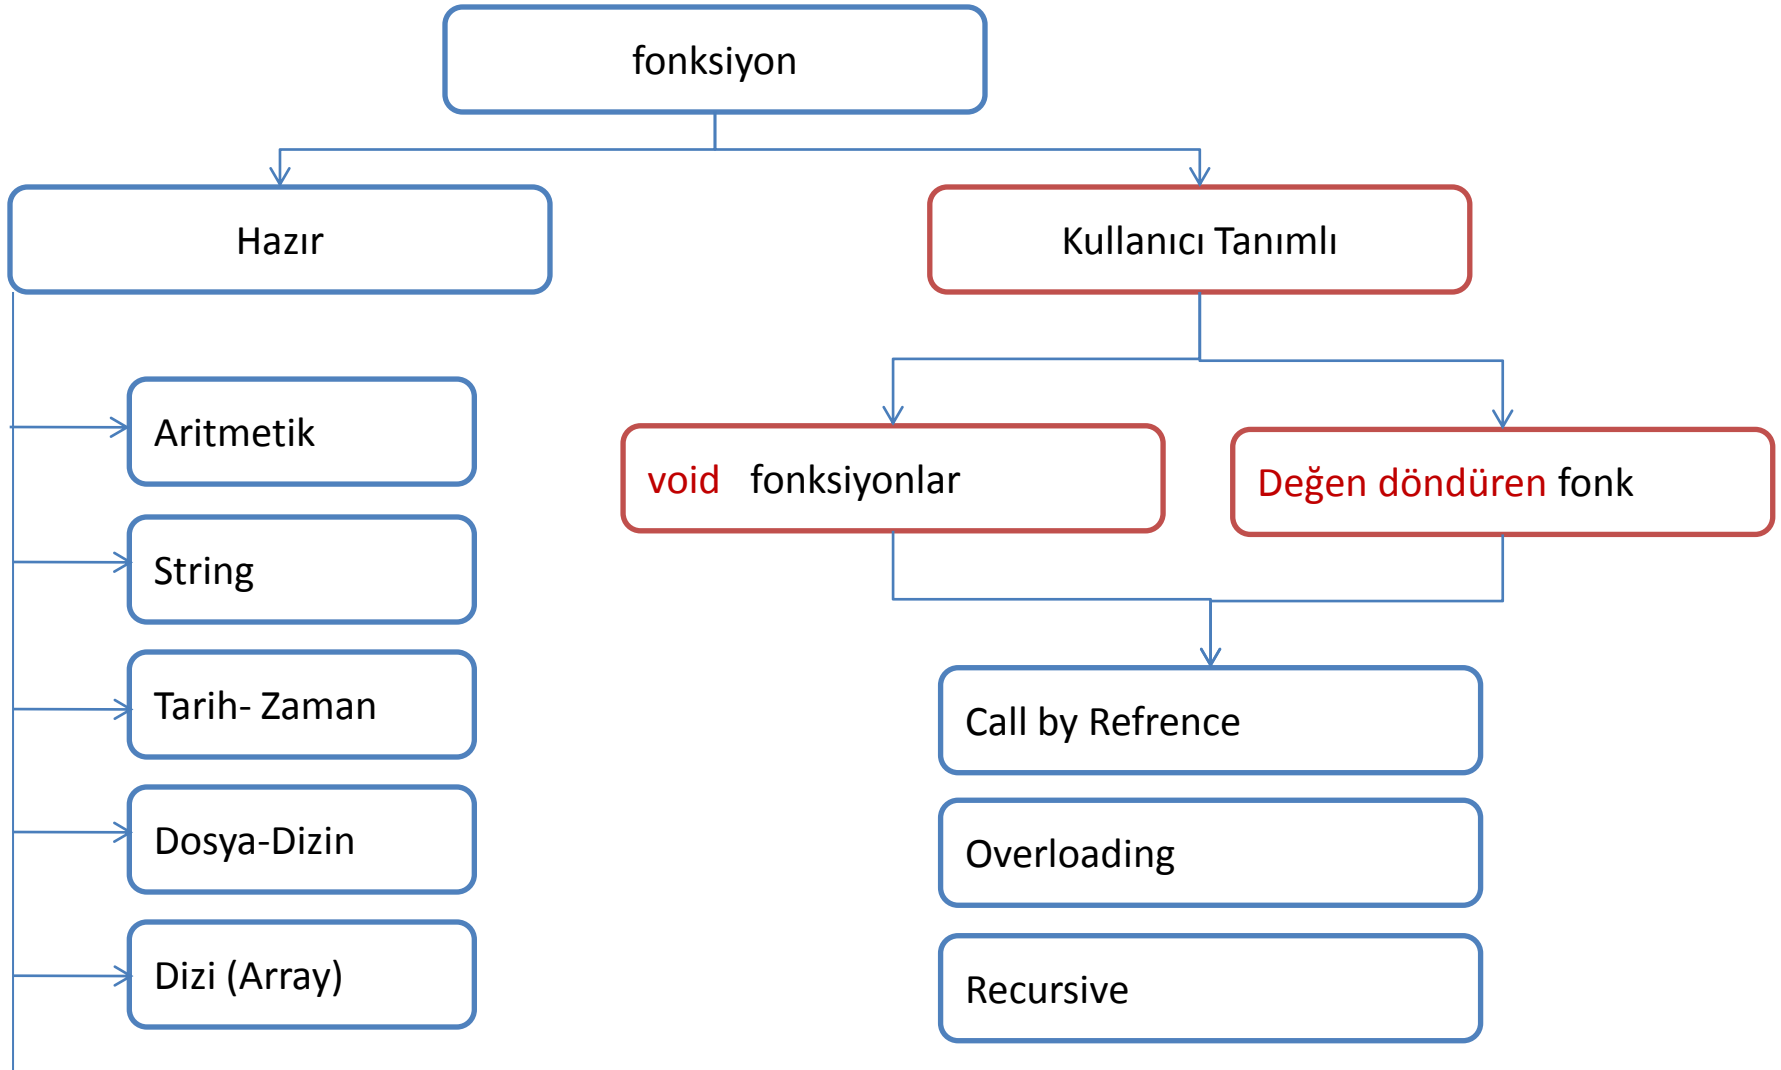 fonksiyon
Hazır
Kullanıcı Tanımlı
Aritmetik
String
Tarih- Zaman
Dosya-Dizin
Dizi (Array)
void fonksiyonlar
Değen döndüren fonk
Call by Refrence
Overloading
Recursive